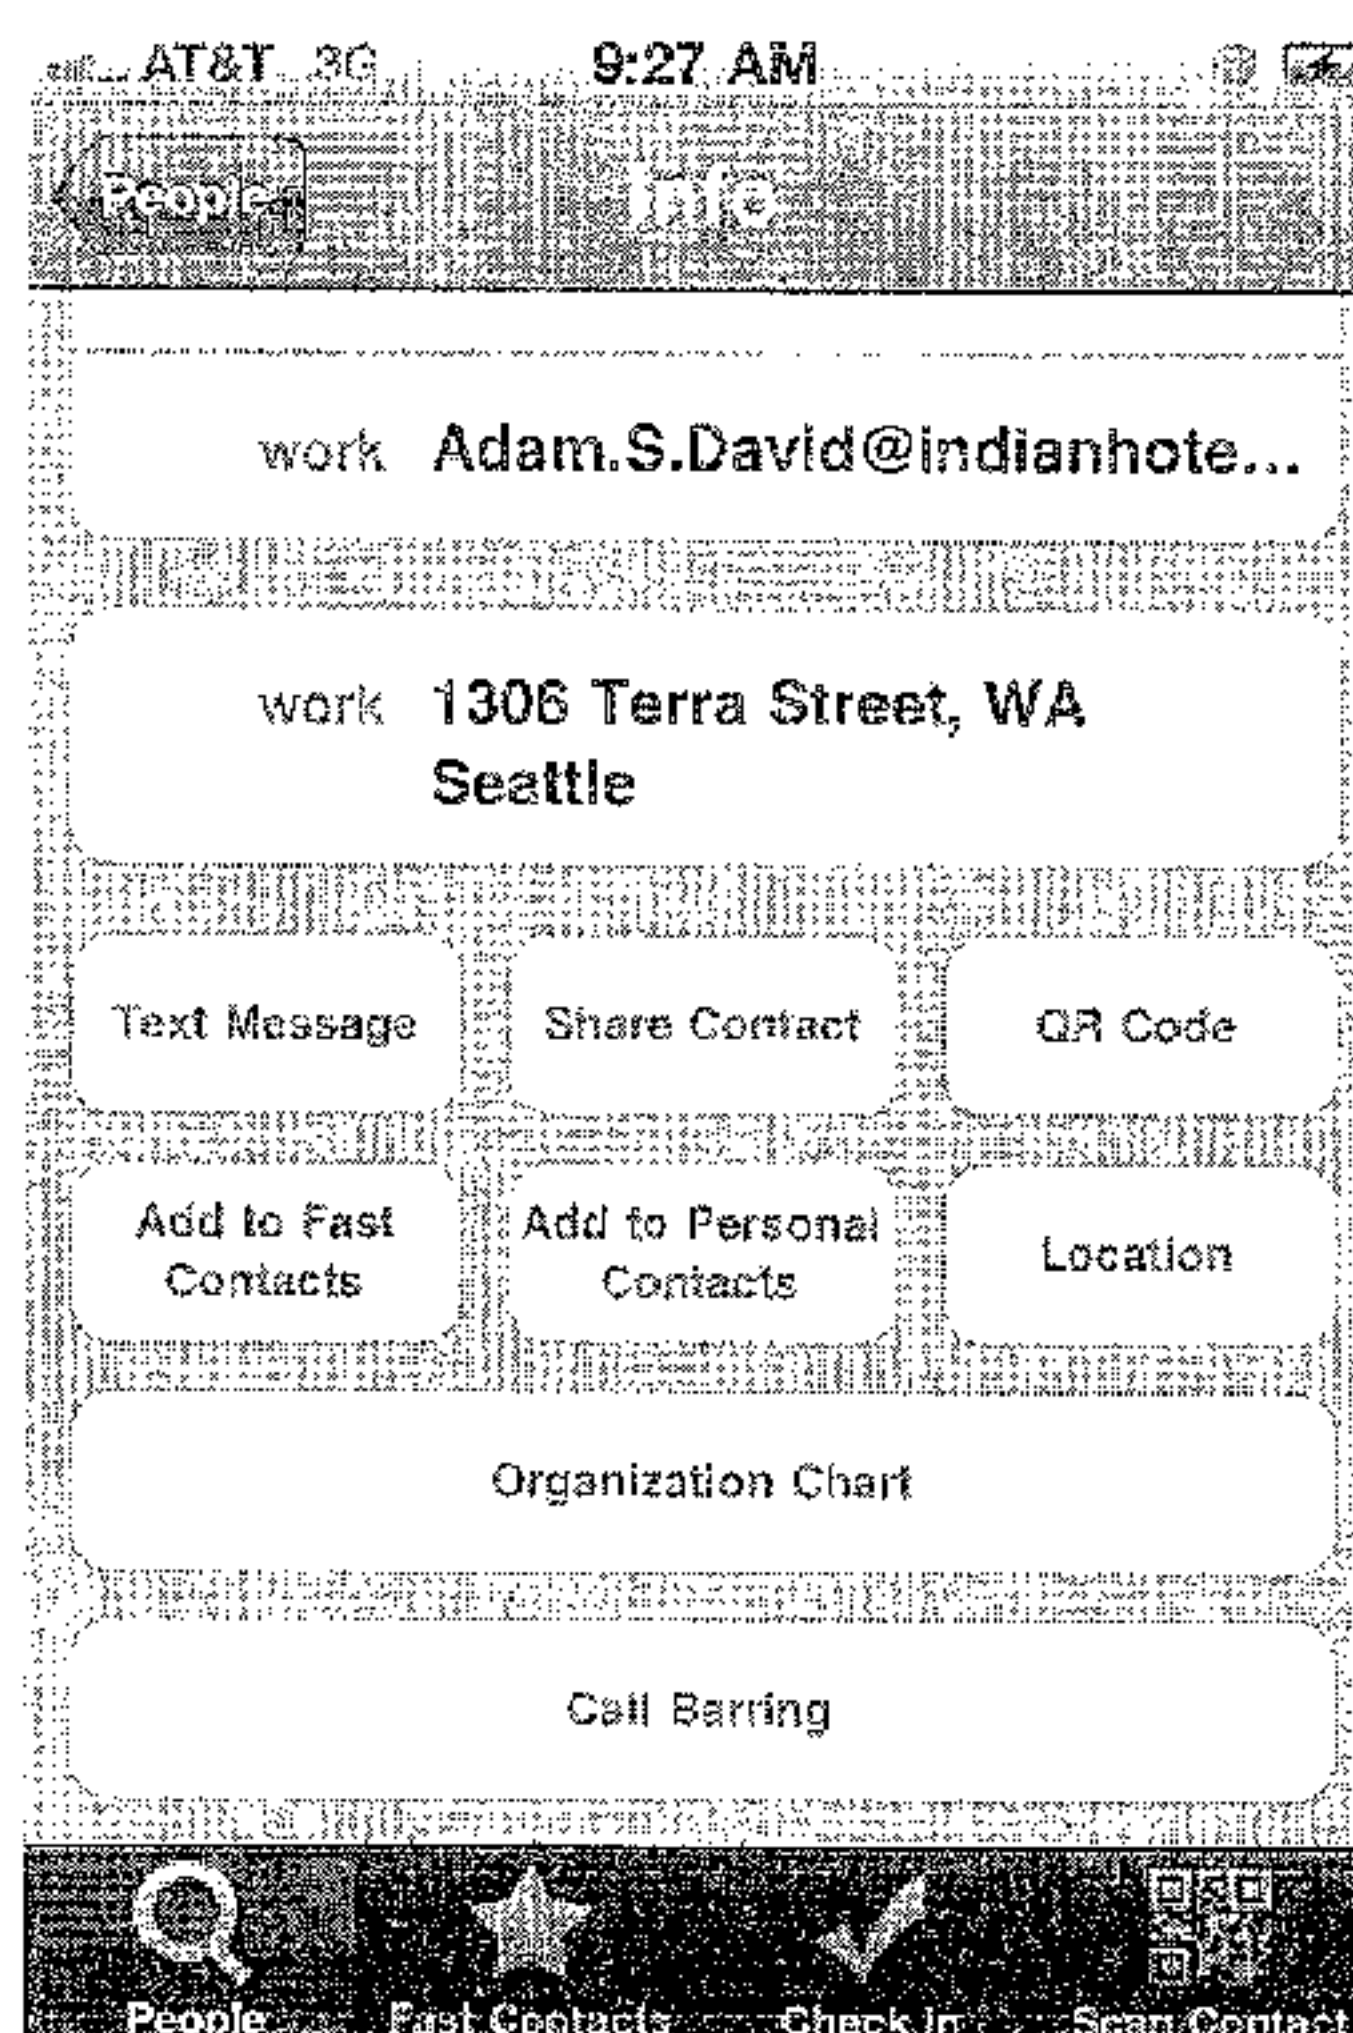 AT&T 3G 9:27 AM
People Info
work Adam.S.David@indianhote...
work 1306 Terra Street, WA
Seattle
Text Message Share Contact QR Code
Add to Fast Contacts Add to Personal Contacts Location
Organization Chart
Call Barring
People Fast Contacts Check In Scan Contact